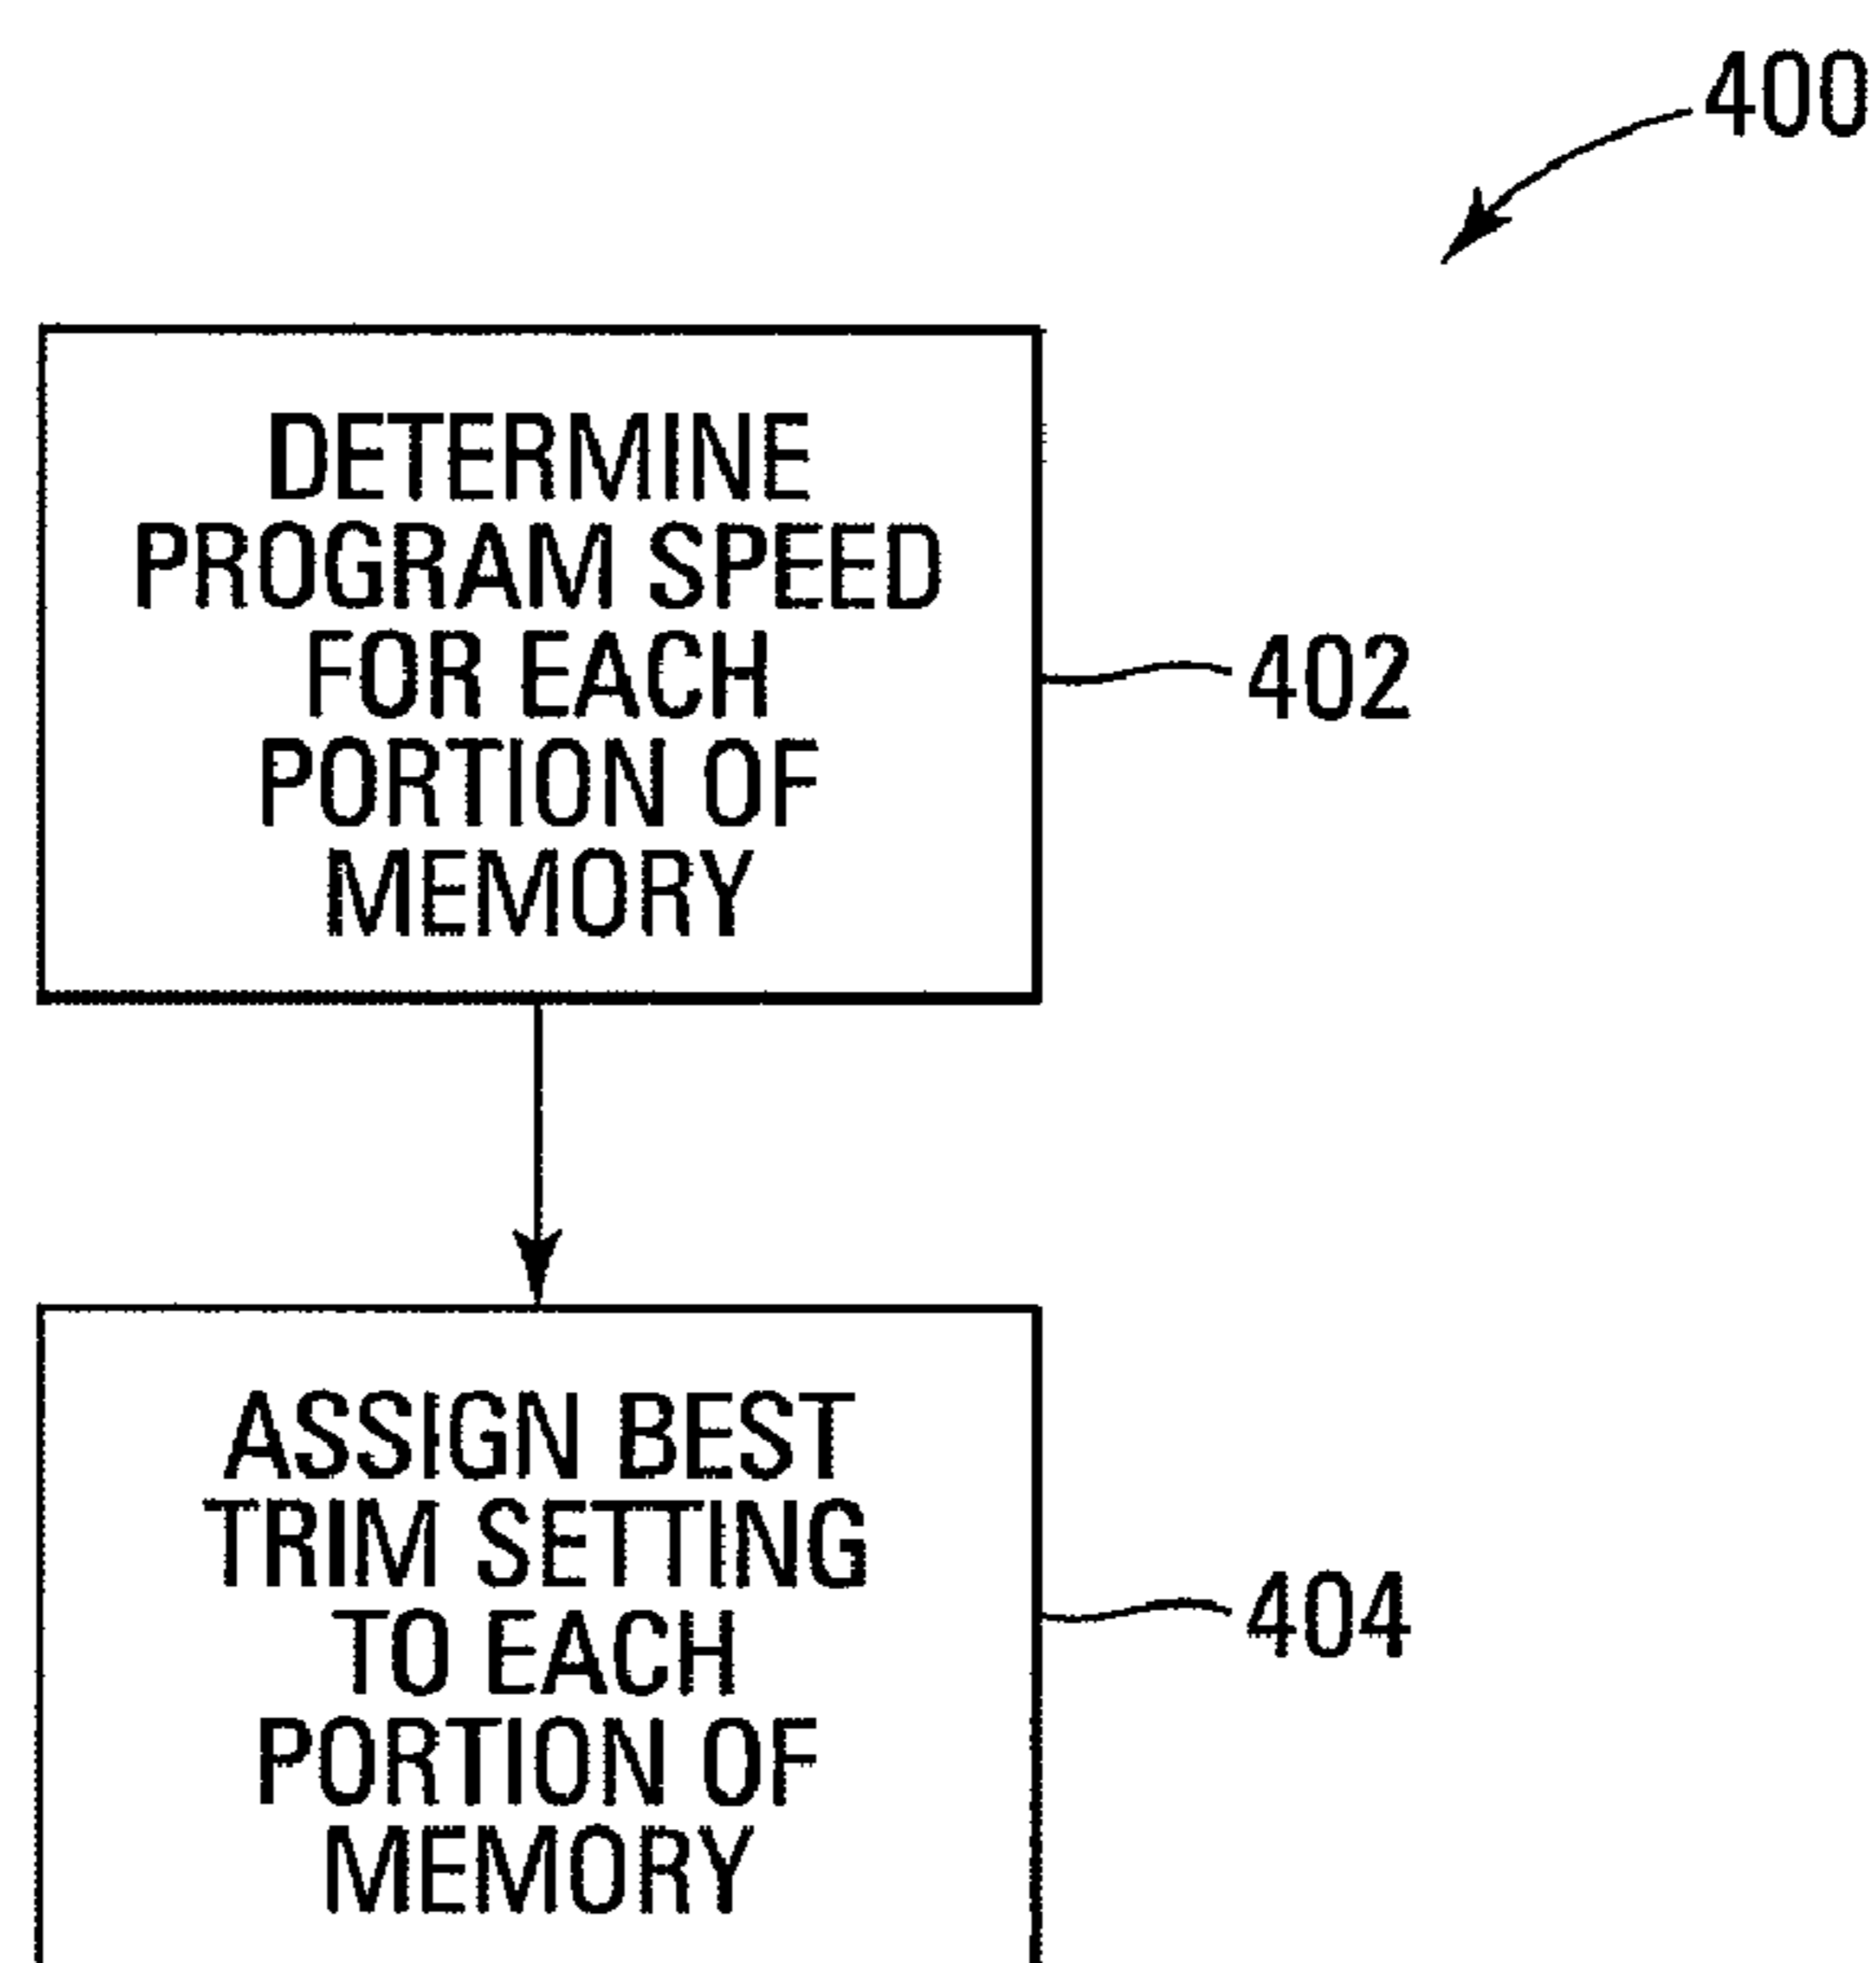 400
DETERMINE
PROGRAM SPEED
FOR EACH
PORTION OF
MEMORY
402
ASSIGN BEST
TRIM SETTING
TO EACH
PORTION OF
MEMORY
404